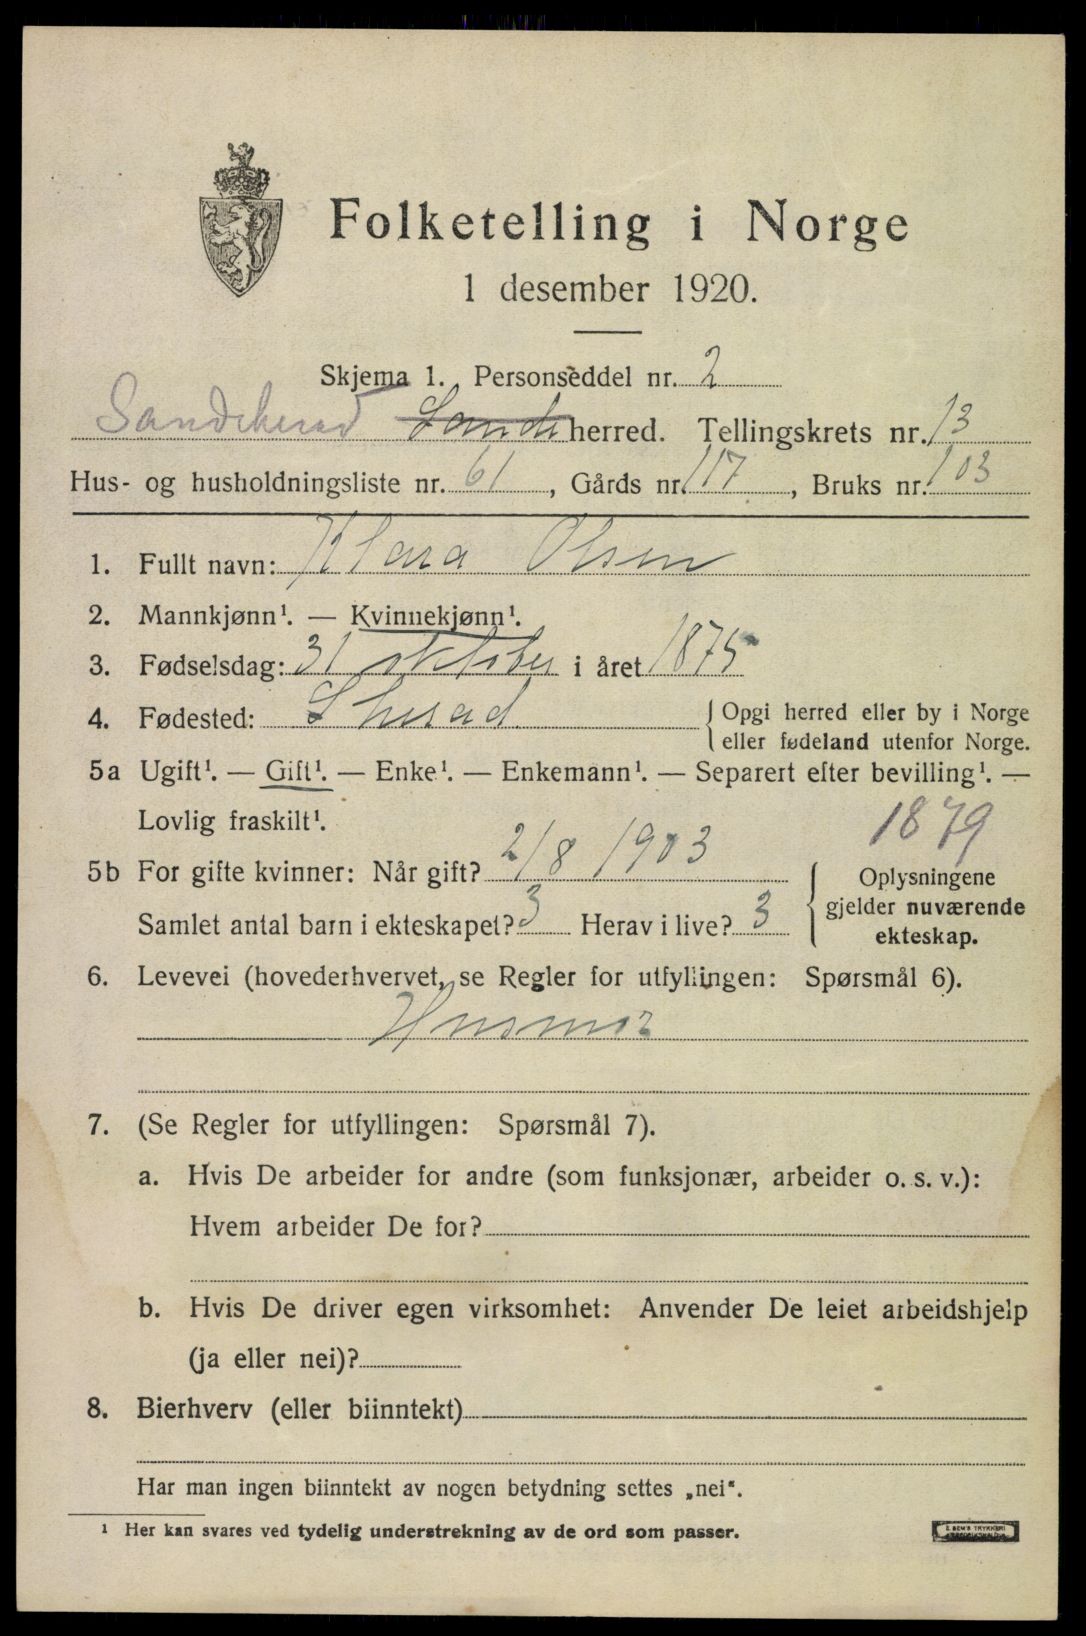 Folketelling i Norge
1 desember 1920.
Skjema 1. Personseddel nr. 2
Sandeherad Sande herred. Tellingskrets nr. 13
Hus- og husholdningsliste nr. 61, Gårds nr. 117, Bruks nr. 103
1. Fullt navn: Klara Olsen
2. Mannkjønn¹. — Kvinnekjønn¹.
3. Fødselsdag: 31 oktober i året 1875
4. Fødested: Sherad {Opgi herred eller by i Norge
eller fødeland utenfor Norge.
5a Ugift¹. — Gift¹. — Enke¹. — Enkemann¹. — Separert efter bevilling¹. —
Lovlig fraskilt¹. 1879
5b For gifte kvinner: Når gift? 2/8 1903
Samlet antal barn i ekteskapet? 3 Herav i live? 3
{Oplysningene
gjelder nuværende
ekteskap.
6. Levevei (hovederhvervet, se Regler for utfyllingen: Spørsmål 6).
Husmor
7. (Se Regler for utfyllingen: Spørsmål 7).
a. Hvis De arbeider for andre (som funksjonær, arbeider o. s. v.):
Hvem arbeider De for?
b. Hvis De driver egen virksomhet: Anvender De leiet arbeidshjelp
(ja eller nei)?
8. Bierhverv (eller biinntekt)
Har man ingen biinntekt av nogen betydning settes „nei“.
¹ Her kan svares ved tydelig understrekning av de ord som passer.